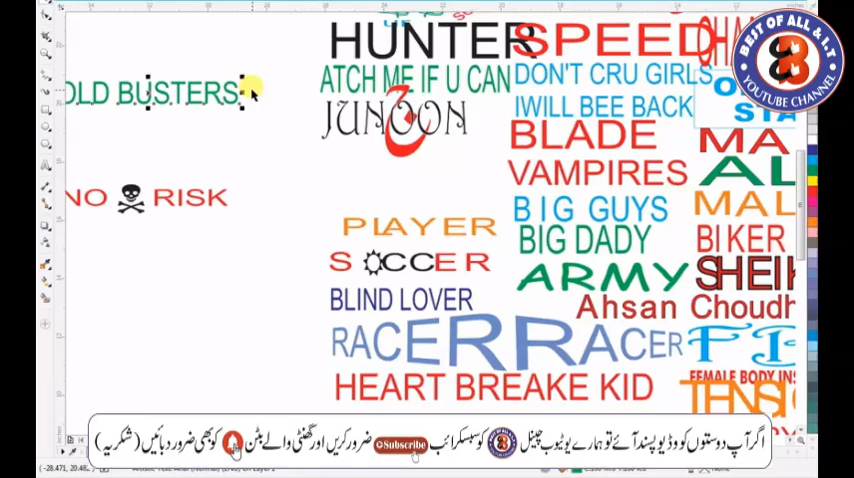 HUNTER
SPEED
OLD BUSTERS
ATCH ME IF U CAN
DON'T CRU GIRLS
JUNOON
IWILL BEE BACK
BLADE
MA
VAMPIRES
AL
NO RISK
PLAYER
BIG GUYS
MAL
BIG DADY
BIKER
SOCCER
ARMY
SHEIK
BLIND LOVER
Ahsan Choudh
RACERRACER
FEMALE BODY INS
HEART BREAKE KID
TENSIO
BEST OF ALL & I.T
YOUTUBE CHANNEL
اگر آپ دوستوں کو وڈیو پسند آئے تو ہمارے یوٹیوب چینل کو سبسکرائب Subscribe ضرور کریں اور گھنٹی والے بٹن کو بھی ضرور دبائیں (شکریہ)